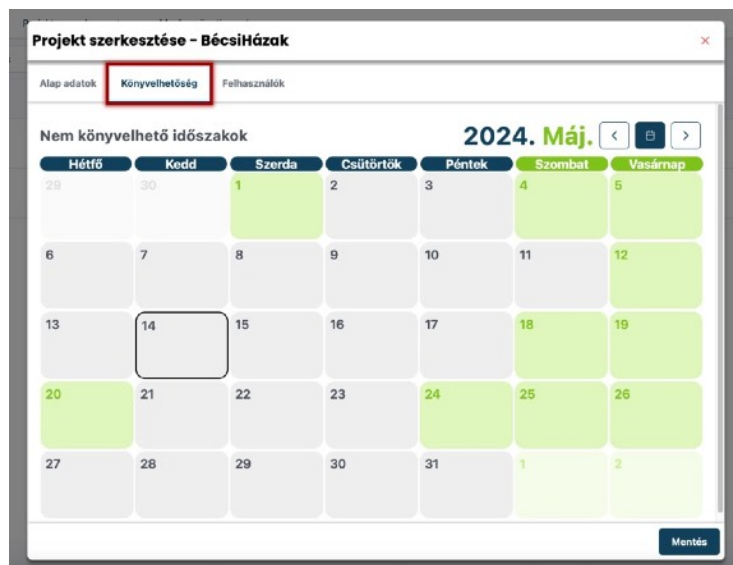 Projekt szerkesztése – BécsiHázak ×
Alap adatok Könyvelhetőség Felhasználók
Nem könyvelhető időszakok 2024. Máj.
Hétfő Kedd Szerda Csütörtök Péntek Szombat Vasárnap
29 30 1 2 3 4 5
6 7 8 9 10 11 12
13 14 15 16 17 18 19
20 21 22 23 24 25 26
27 28 29 30 31 1 2
Mentés